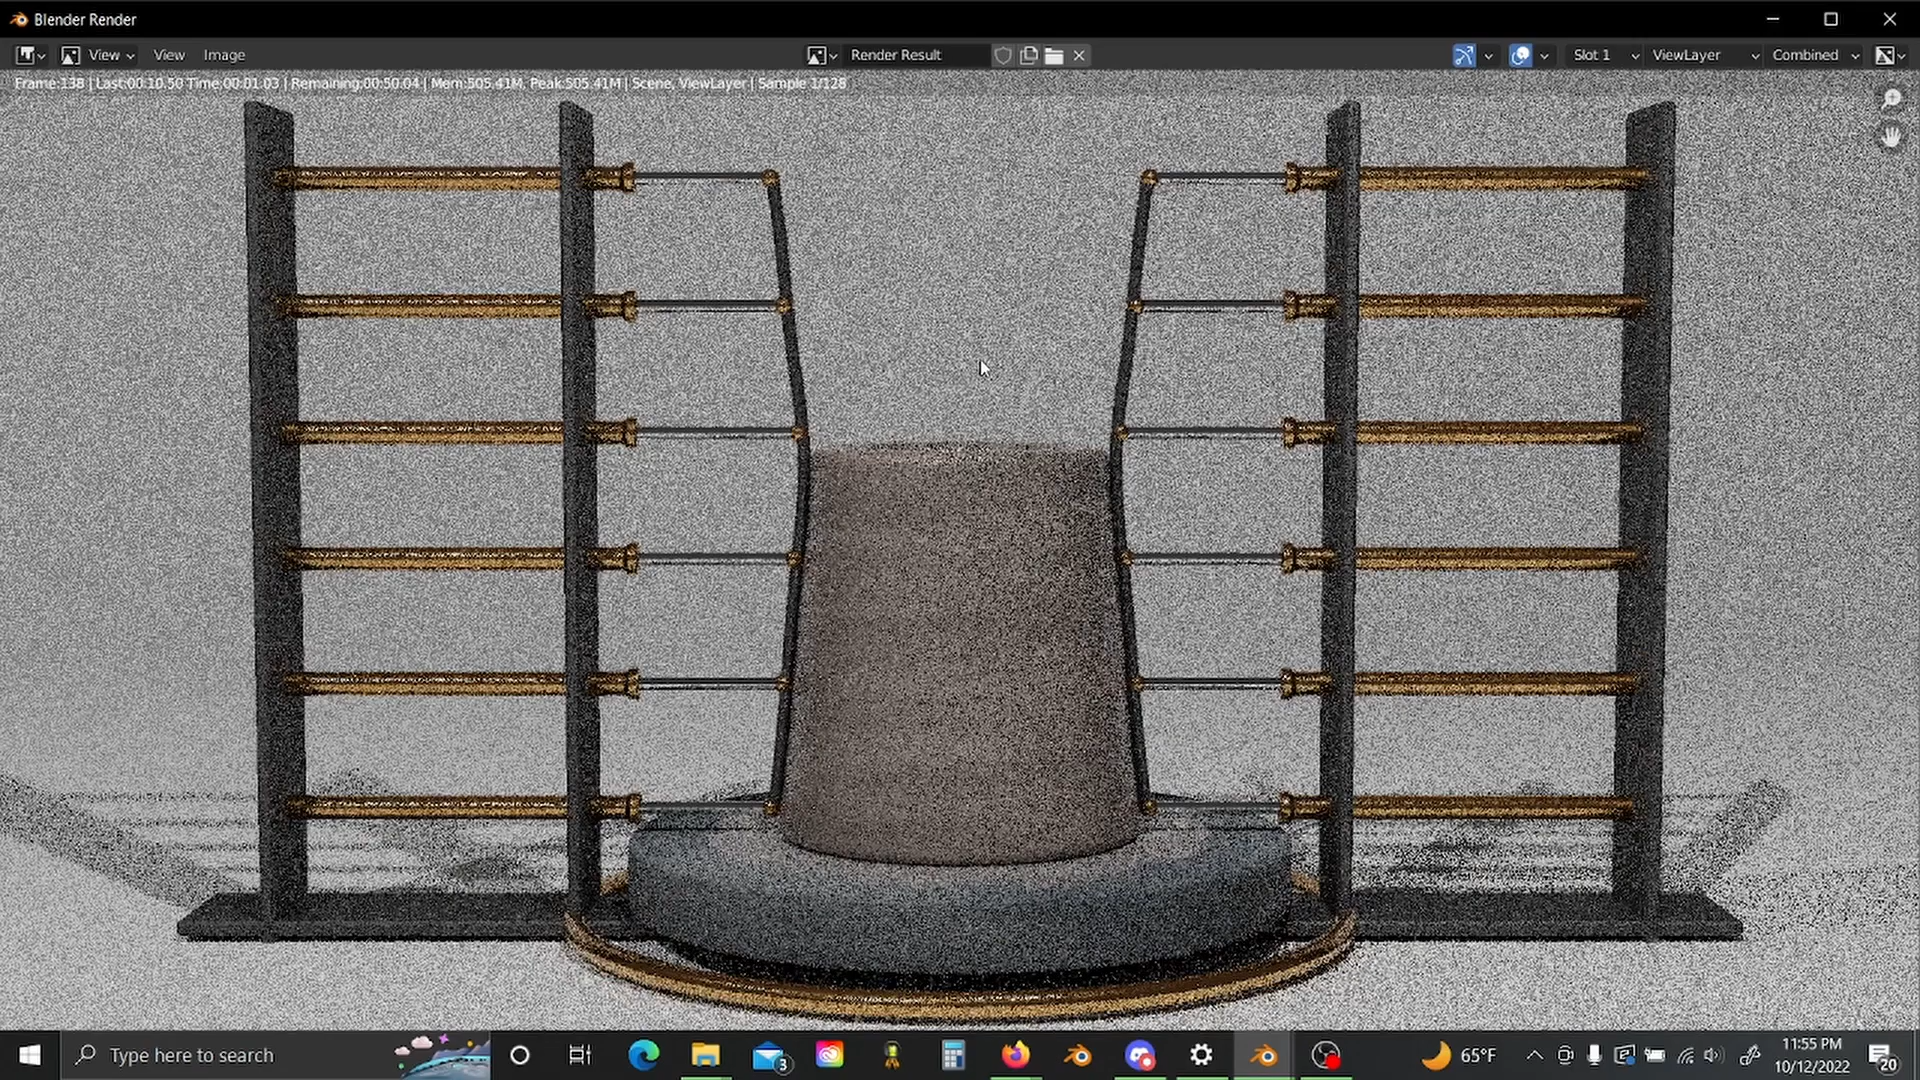 Blender Render
View View Image Render Result Slot 1 ViewLayer Combined
Frame:138 | Last:00:10.50 Time:00:01.03 | Remaining:00:50.04 | Mem:505.41M, Peak:505.41M | Scene, ViewLayer | Sample 1/128
Type here to search 3 65°F 11:55 PM
10/12/2022 20